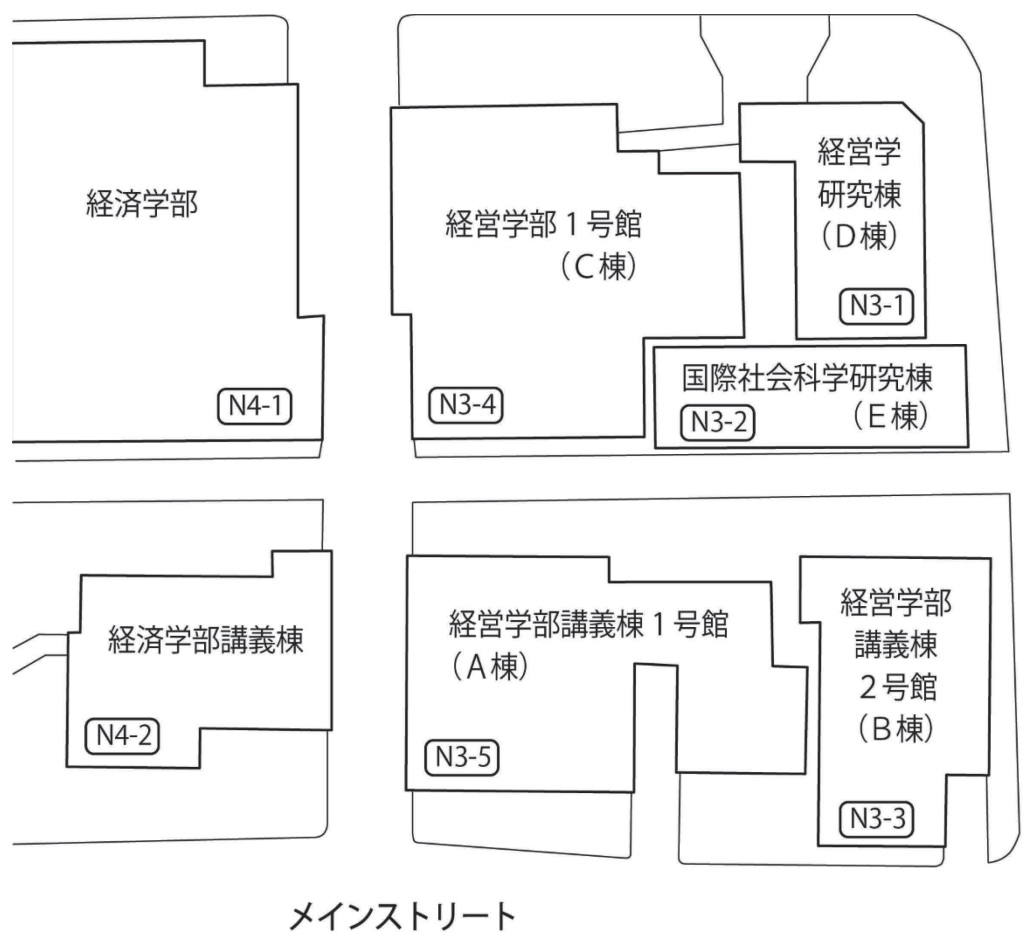 経済学部
N4-1
経営学部１号館
（C棟）
N3-4
経営学
研究棟
（D棟）
N3-1
国際社会科学研究棟
（E棟）
N3-2
経済学部講義棟
N4-2
経営学部講義棟１号館
（A棟）
N3-5
経営学部
講義棟
２号館
（B棟）
N3-3
メインストリート